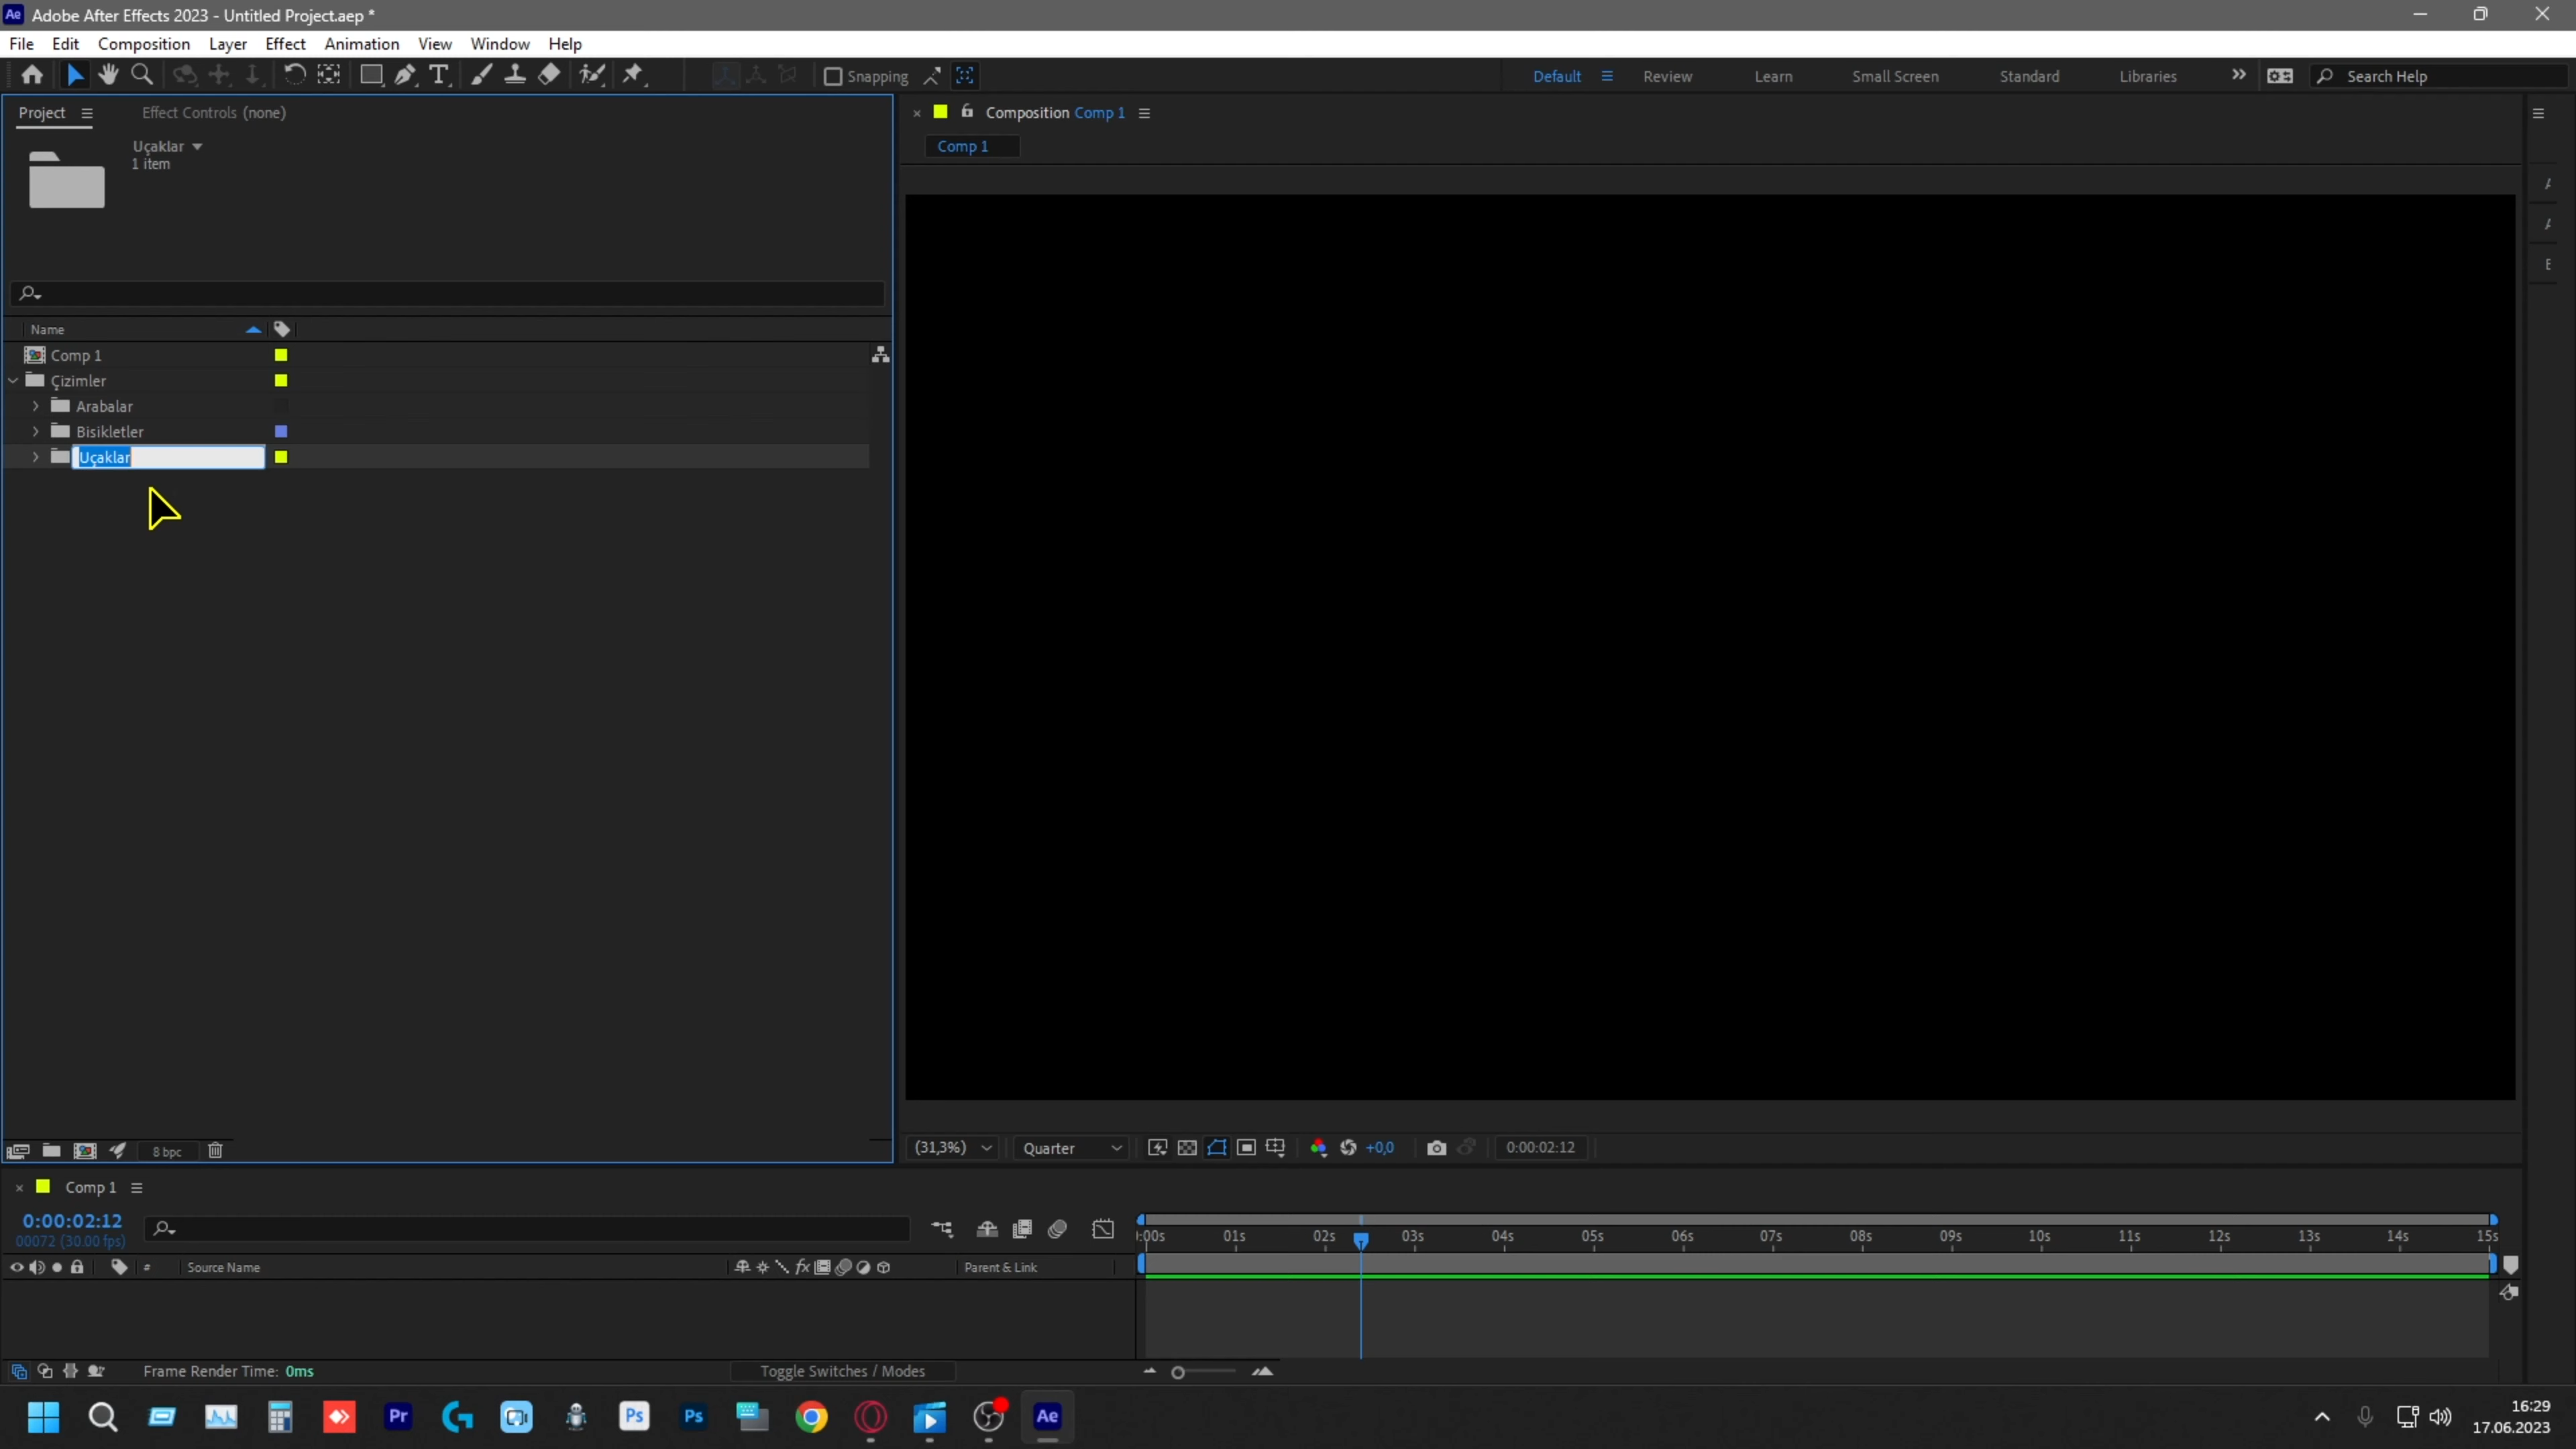 Adobe After Effects 2023 - Untitled Project.aep *
File Edit Composition Layer Effect Animation View Window Help
Snapping
Default Review Learn Small Screen Standard Libraries Search Help
Project Effect Controls (none)
Uçaklar
1 item
Composition Comp 1
Comp 1
Name
Comp 1
Çizimler
Arabalar
Bisikletler
Uçaklar
8 bpc
(31,3%) Quarter +0,0 0:00:02:12
Comp 1
0:00:02:12
00072 (30.00 fps)
:00s 01s 02s 03s 04s 05s 06s 07s 08s 09s 10s 11s 12s 13s 14s 15s
# Source Name fx Parent & Link
Frame Render Time: 0ms Toggle Switches / Modes
Pr Ps Ps Ae
16:29
17.06.2023